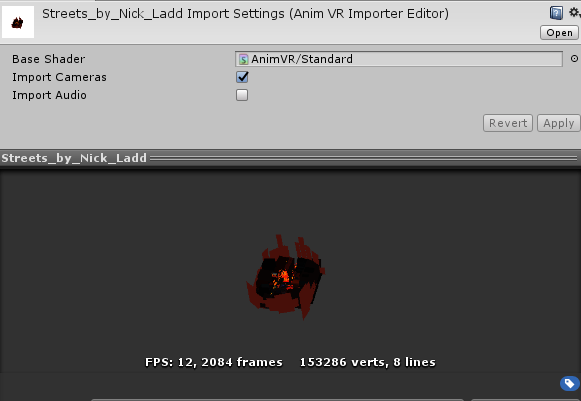 Streets_by_Nick_Ladd Import Settings (Anim VR Importer Editor)
Open
Base Shader AnimVR/Standard
Import Cameras
Import Audio
Revert Apply
Streets_by_Nick_Ladd
FPS: 12, 2084 frames 153286 verts, 8 lines